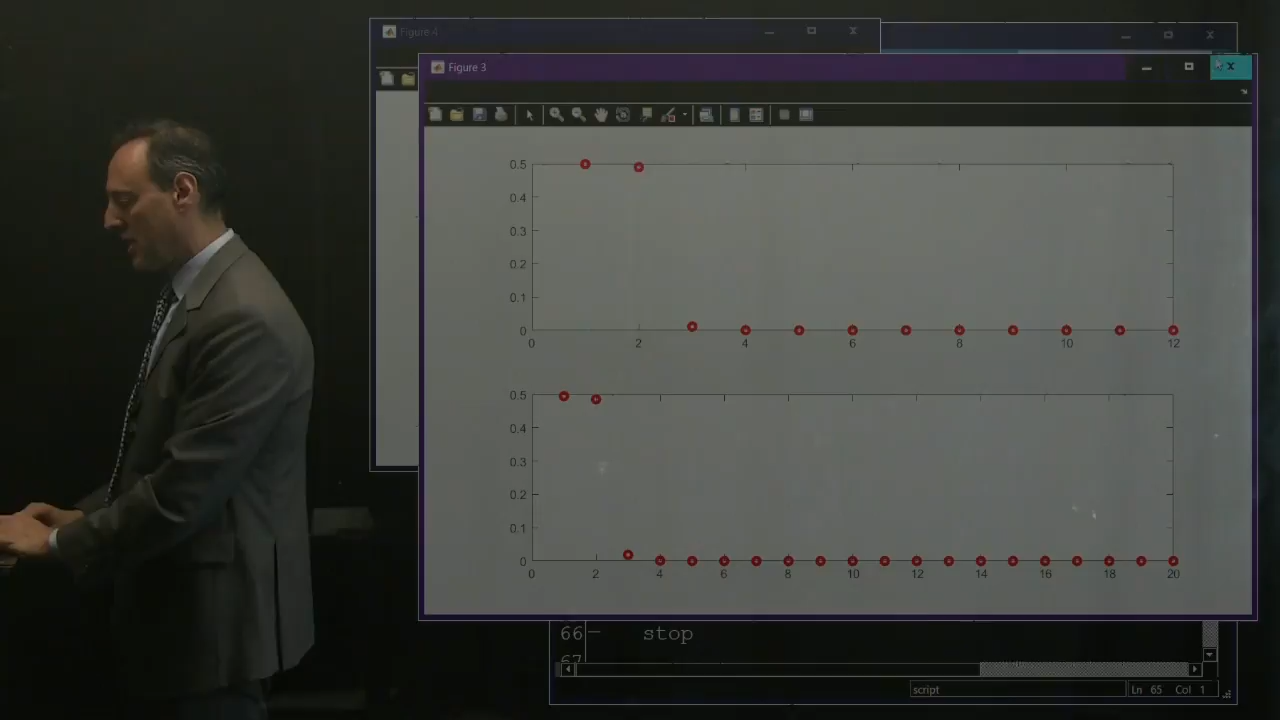 Figure 4
Figure 3
0.5
0.4
0.3
0.2
0.1
0
0 2 4 6 8 10 12
0.5
0.4
0.3
0.2
0.1
0
0 2 4 6 8 10 12 14 16 18 20
66 stop
67
script Ln 65 Col 1